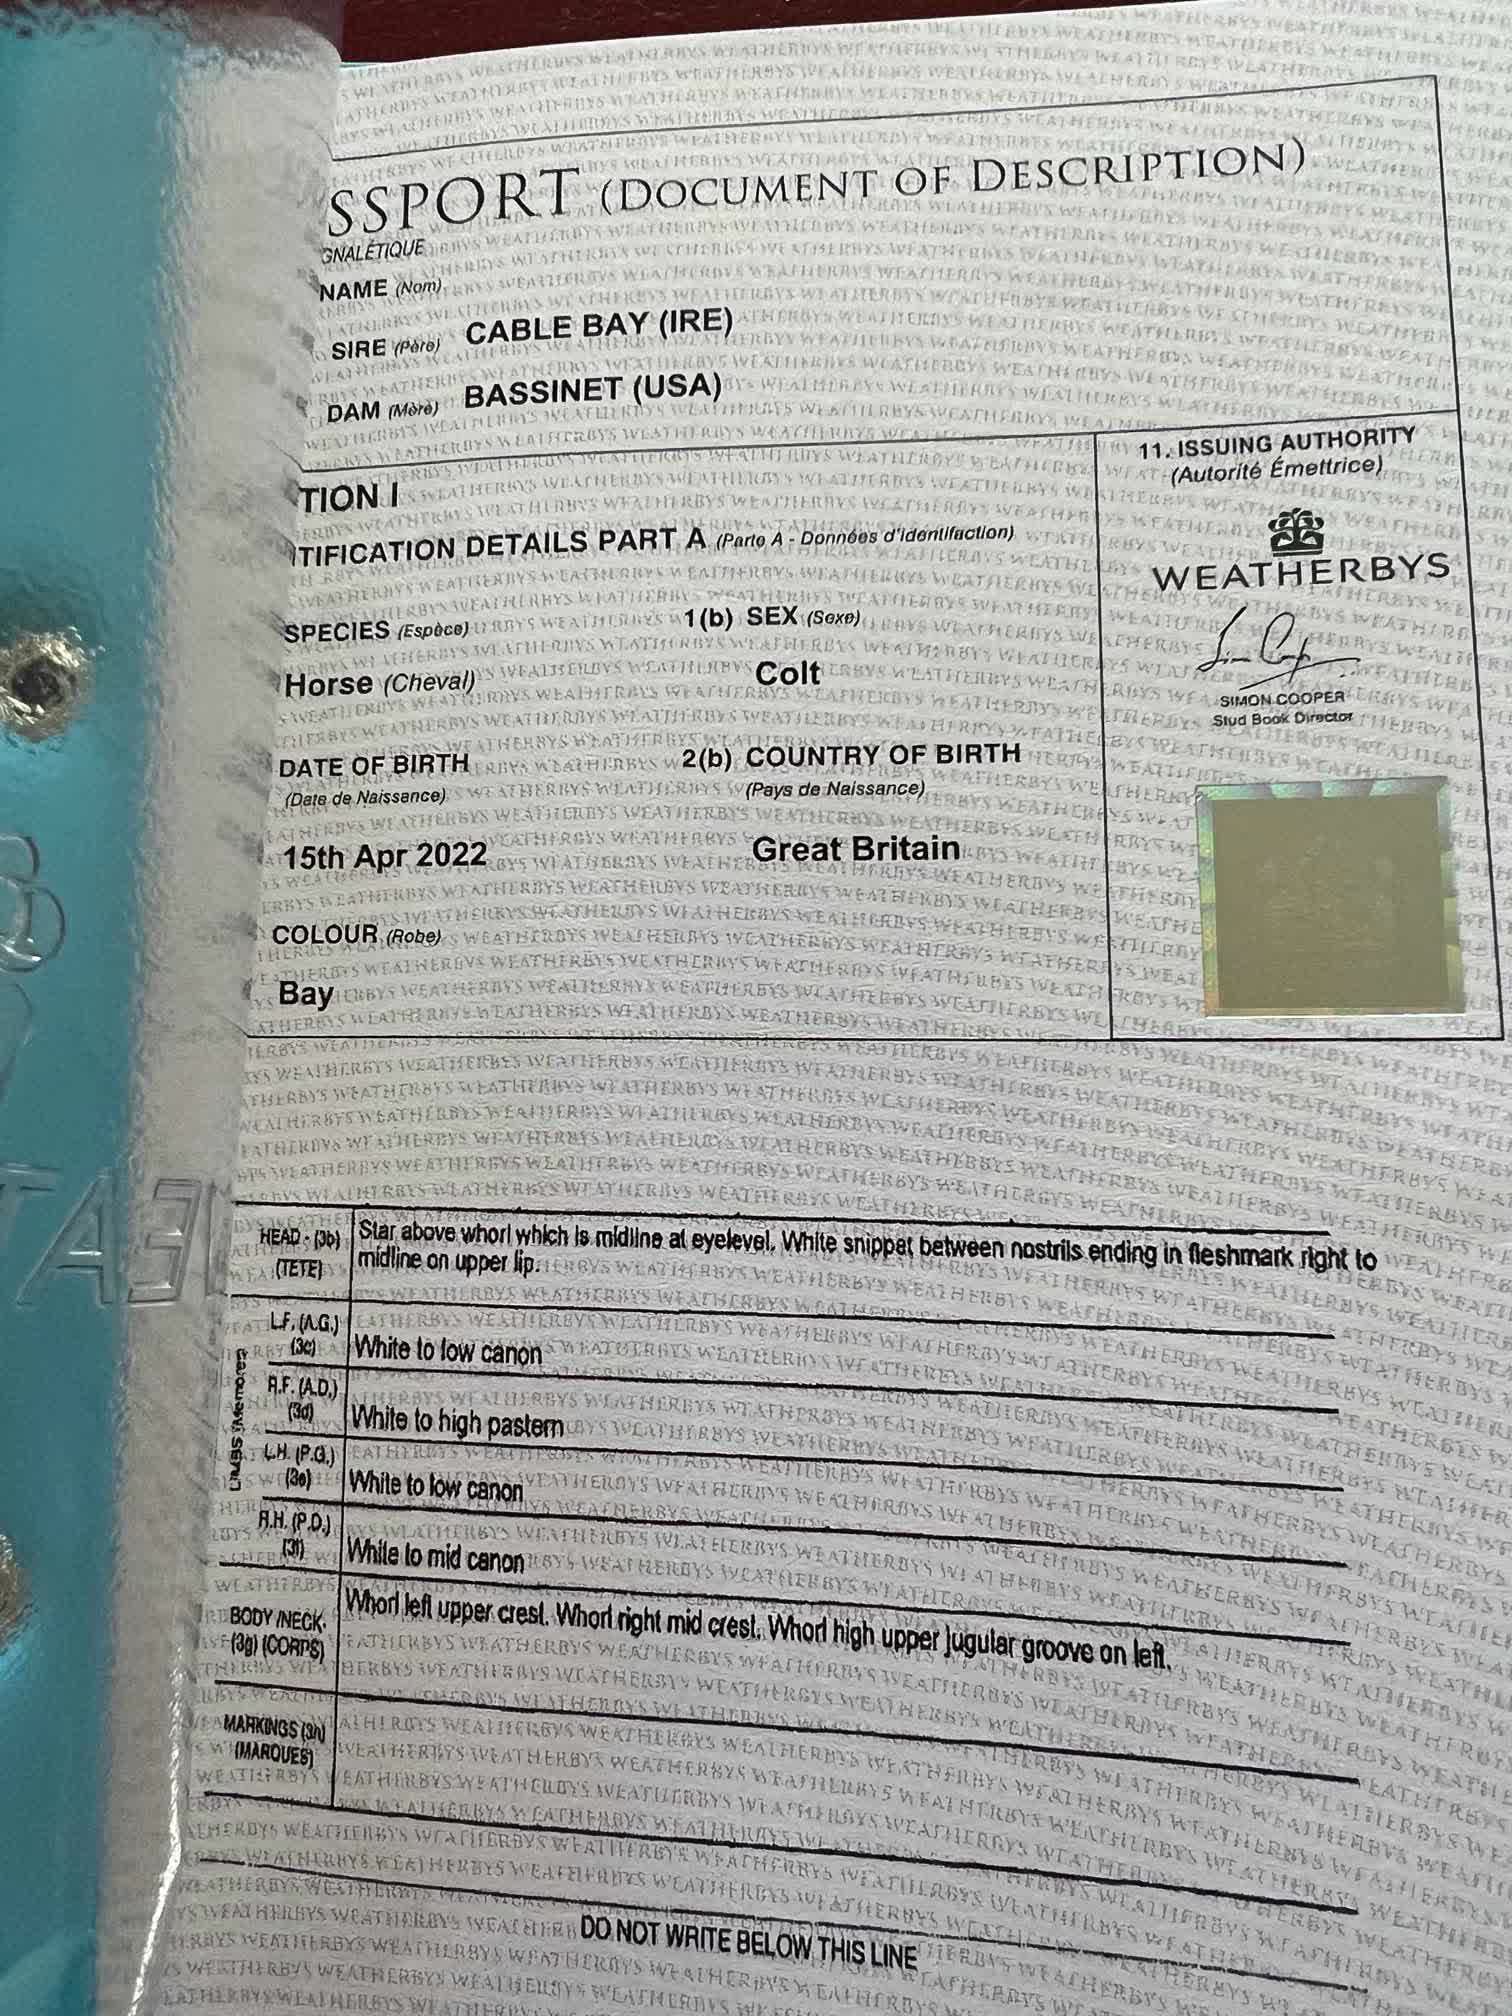 SSPORT (DOCUMENT OF DESCRIPTION)
GNALÉTIQUE
NAME (Nom)
SIRE (Père) CABLE BAY (IRE)
DAM (Mère) BASSINET (USA)
TION I
TIFICATION DETAILS PART A (Partie A - Données d'identifaction)
SPECIES (Espèce) 1(b) SEX (Sexe)
Horse (Cheval) Colt
DATE OF BIRTH 2(b) COUNTRY OF BIRTH
(Date de Naissance) (Pays de Naissance)
15th Apr 2022 Great Britain
COLOUR (Robe)
Bay
11. ISSUING AUTHORITY
(Autorité Émettrice)
WEATHERBYS
SIMON COOPER
Stud Book Director
HEAD - (3b) Star above whorl which is midline at eyelevel. White snippet between nostrils ending in fleshmark right to
(TETE) midline on upper lip.
LIMBS
L.F. (A.G.)
(3c) White to low canon
R.F. (A.D.)
(3d) White to high pastern
L.H. (P.G.)
(3e) White to low canon
R.H. (P.D.)
(3f) White to mid canon
BODY /NECK Whorl left upper crest. Whorl right mid crest. Whorl high upper jugular groove on left.
(3g) (CORPS)
MARKINGS (3h)
(MARQUES)
DO NOT WRITE BELOW THIS LINE